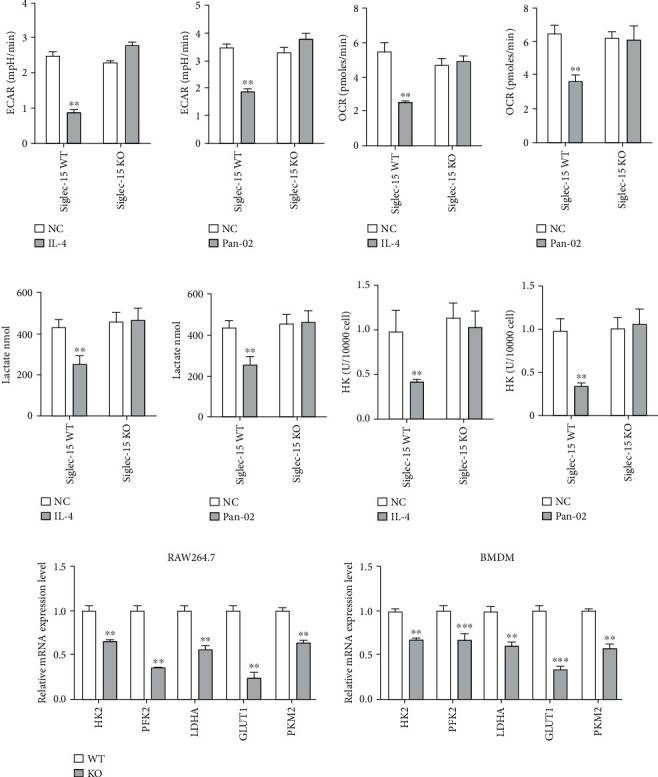 4
3
2
1
0
ECAR (mpH/min)
**
Siglec-15 WT
Siglec-15 KO
NC
IL-4
5
4
3
2
1
0
ECAR (mpH/min)
**
Siglec-15 WT
Siglec-15 KO
NC
Pan-02
8
6
4
2
0
OCR (pmoles/min)
**
Siglec-15 WT
Siglec-15 KO
NC
IL-4
8
6
4
2
0
OCR (pmoles/min)
**
Siglec-15 WT
Siglec-15 KO
NC
Pan-02
600
400
200
0
Lactate nmol
**
Siglec-15 WT
Siglec-15 KO
NC
IL-4
600
400
200
0
Lactate nmol
**
Siglec-15 WT
Siglec-15 KO
NC
Pan-02
1.5
1.0
0.5
0.0
HK (U/10000 cell)
**
Siglec-15 WT
Siglec-15 KO
NC
IL-4
1.5
1.0
0.5
0
HK (U/10000 cell)
**
Siglec-15 WT
Siglec-15 KO
NC
Pan-02
RAW264.7
1.5
1.0
0.5
0.0
Relative mRNA expression level
**
**
**
**
**
HK2
PFK2
LDHA
GLUT1
PKM2
WT
KO
BMDM
1.5
1.0
0.5
0.0
Relative mRNA expression level
**
***
**
***
**
HK2
PEK2
LDHA
GLUT1
PKM2